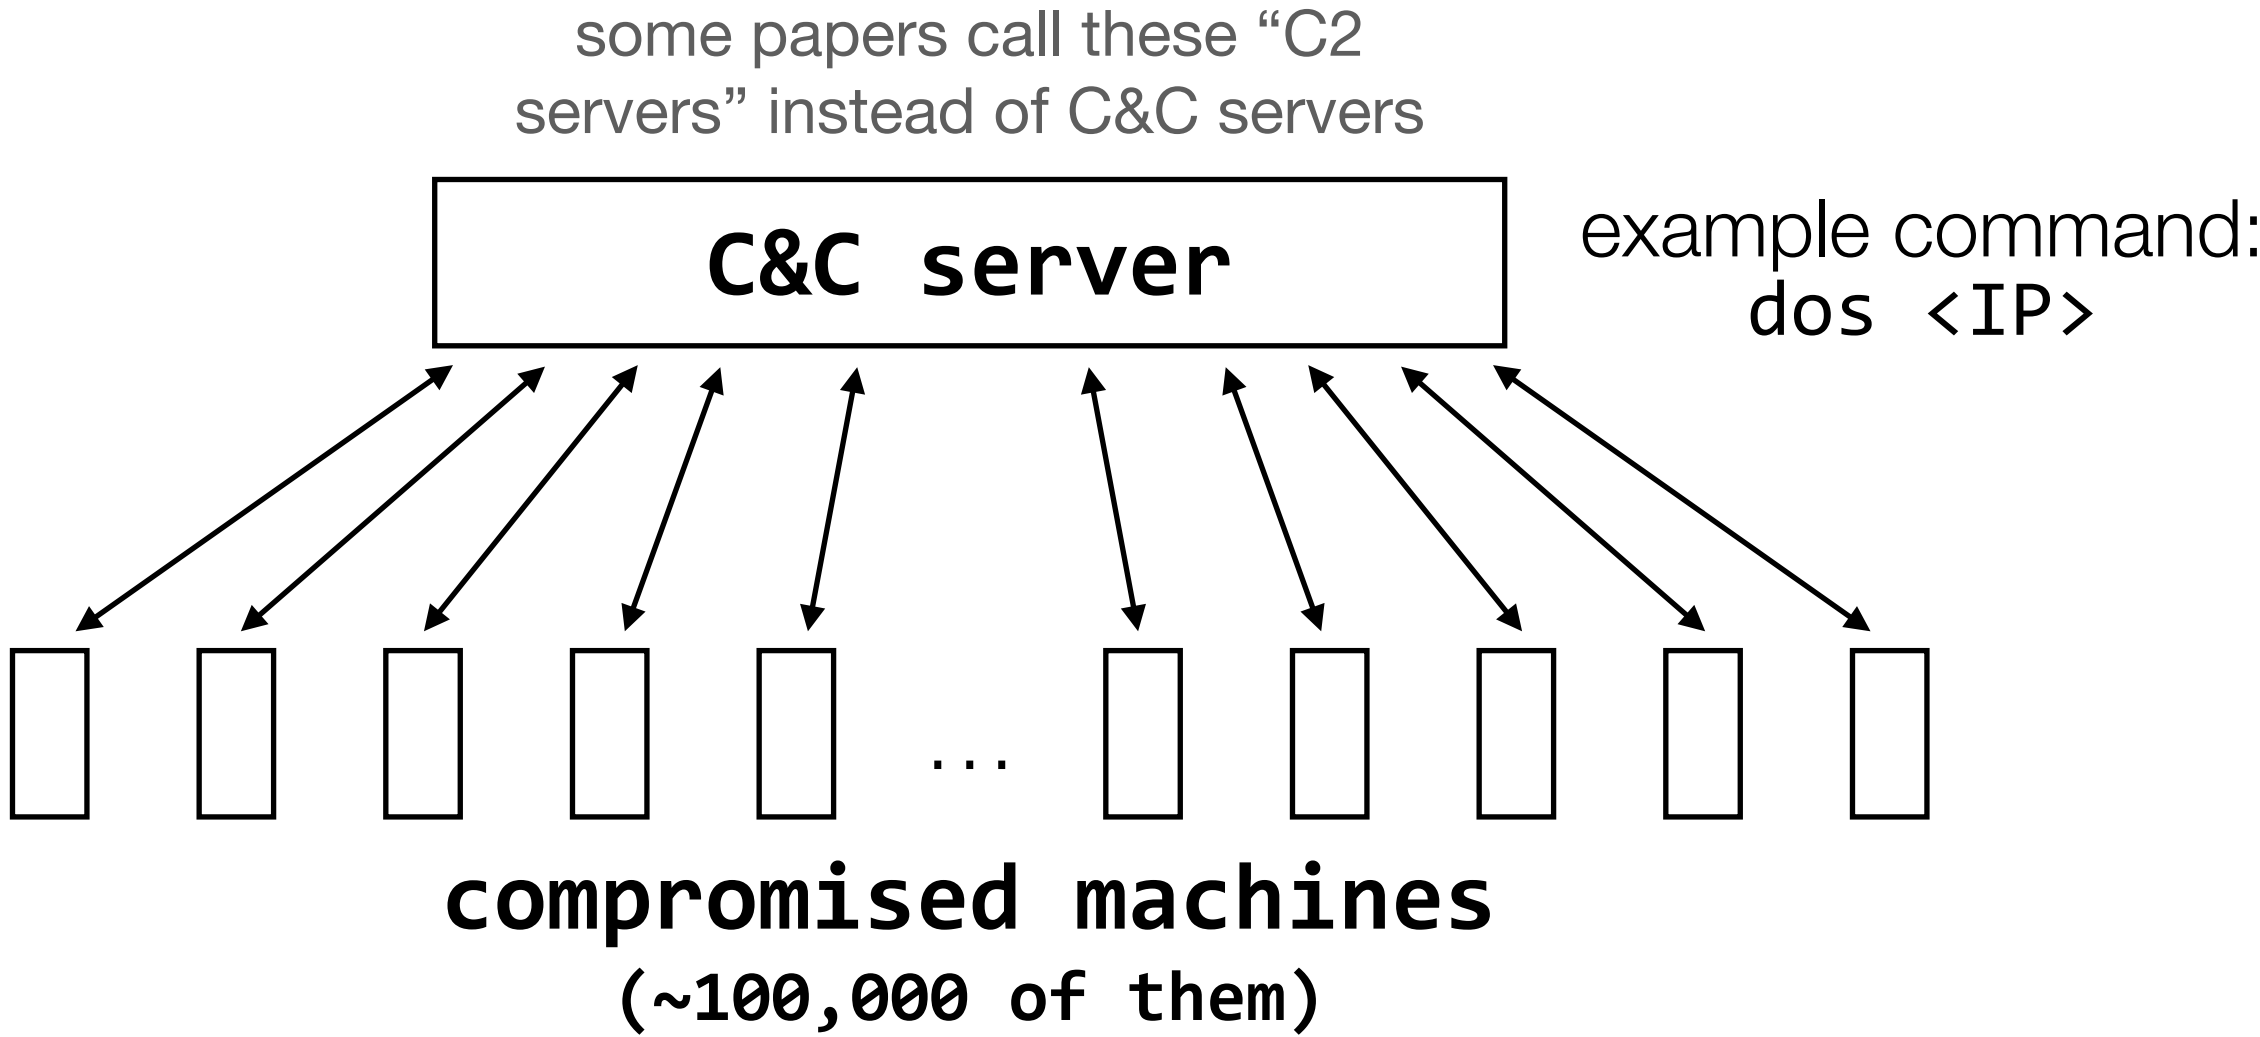 some papers call these “C2
servers” instead of C&C servers
C&C server
example command:
dos <IP>
...
compromised machines
(~100,000 of them)